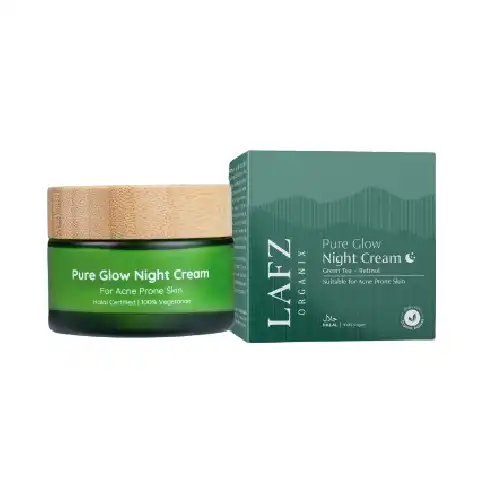 Pure Glow Night Cream
For Acne Prone Skin
Halal Certified | 100% Vegetarian
LAFZ
ORGANIX
Pure Glow
Night Cream
Green Tea + Retinol
Suitable For Acne Prone Skin
حلال
HALAL